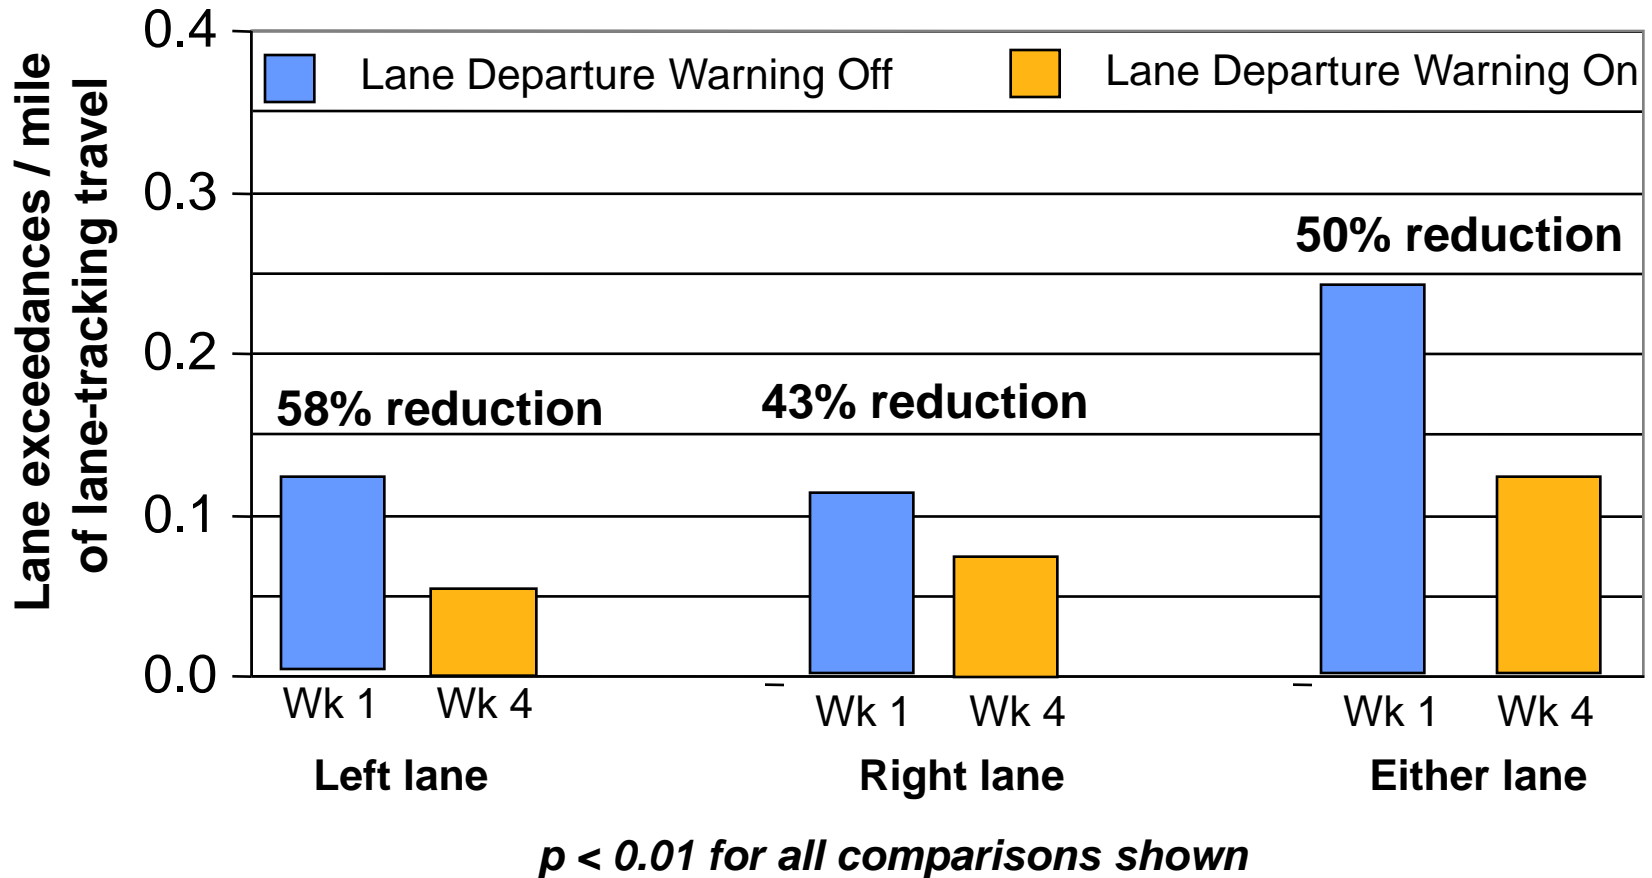 Lane exceedances / mile
of lane-tracking travel
0.4
0.3
0.2
0.1
0.0
Lane Departure Warning Off
Lane Departure Warning On
58% reduction
43% reduction
50% reduction
Wk 1
Wk 4
Wk 1
Wk 4
Wk 1
Wk 4
Left lane
Right lane
Either lane
p < 0.01 for all comparisons shown